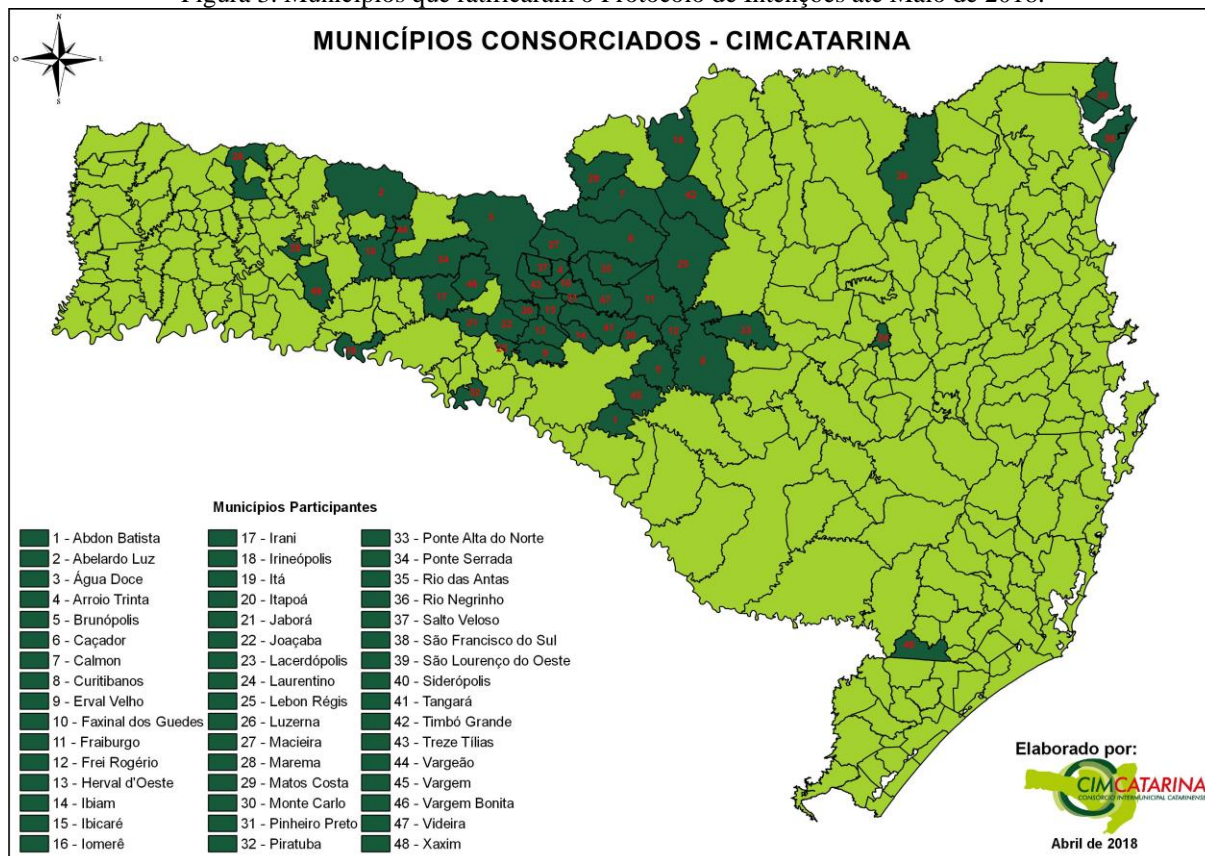 Figura 3: Municípios que ratificaram o Protocolo de Intenções até Maio de 2018.
MUNICÍPIOS CONSORCIADOS - CIMCATARINA
N
O
L
S
Municípios Participantes
1 - Abdon Batista
2 - Abelardo Luz
3 - Água Doce
4 - Arroio Trinta
5 - Brunópolis
6 - Caçador
7 - Calmon
8 - Curitibanos
9 - Erval Velho
10 - Faxinal dos Guedes
11 - Fraiburgo
12 - Frei Rogério
13 - Herval d'Oeste
14 - Ibiam
15 - Ibicaré
16 - Iomerê
17 - Irani
18 - Irineópolis
19 - Itá
20 - Itapoá
21 - Jaborá
22 - Joaçaba
23 - Lacerdópolis
24 - Laurentino
25 - Lebon Régis
26 - Luzerna
27 - Macieira
28 - Marema
29 - Matos Costa
30 - Monte Carlo
31 - Pinheiro Preto
32 - Piratuba
33 - Ponte Alta do Norte
34 - Ponte Serrada
35 - Rio das Antas
36 - Rio Negrinho
37 - Salto Veloso
38 - São Francisco do Sul
39 - São Lourenço do Oeste
40 - Siderópolis
41 - Tangará
42 - Timbó Grande
43 - Treze Tílias
44 - Vargeão
45 - Vargem
46 - Vargem Bonita
47 - Videira
48 - Xaxim
Elaborado por:
CIMCATARINA
CONSÓRCIO INTERMUNICIPAL CATARINENSE
Abril de 2018